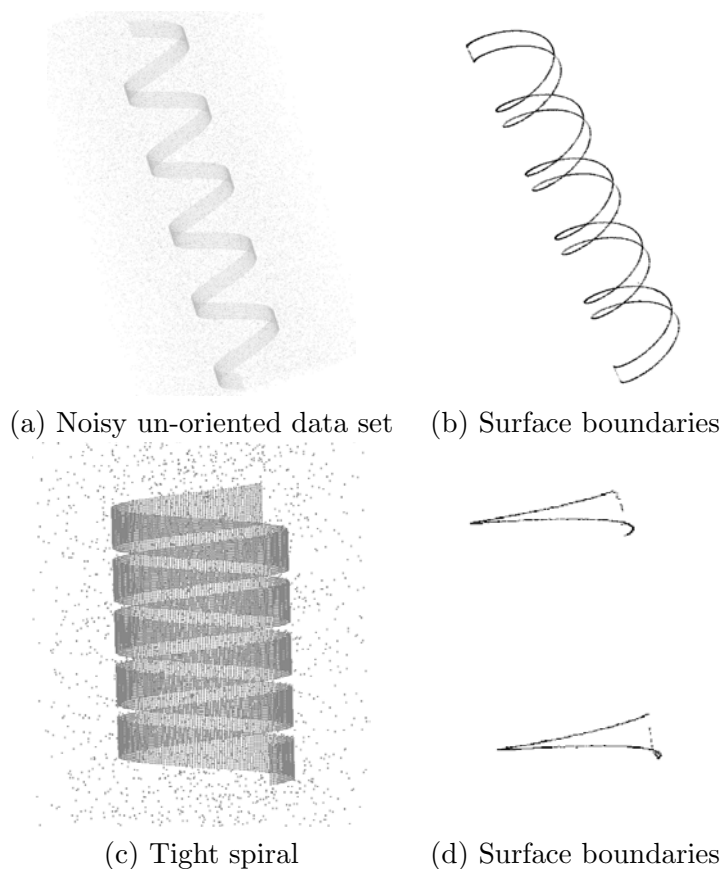 (a) Noisy un-oriented data set (b) Surface boundaries
(c) Tight spiral (d) Surface boundaries